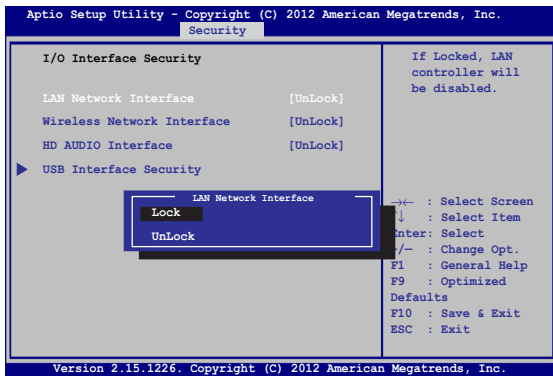 Aptio Setup Utility - Copyright (C) 2012 American Megatrends, Inc.
Security
I/O Interface Security
LAN Network Interface [UnLock]
Wireless Network Interface [UnLock]
HD AUDIO Interface [UnLock]
USB Interface Security
LAN Network Interface
Lock
UnLock
If Locked, LAN
controller will
be disabled.
→← : Select Screen
↑↓ : Select Item
Enter: Select
+/— : Change Opt.
F1 : General Help
F9 : Optimized
Defaults
F10 : Save & Exit
ESC : Exit
Version 2.15.1226. Copyright (C) 2012 American Megatrends, Inc.